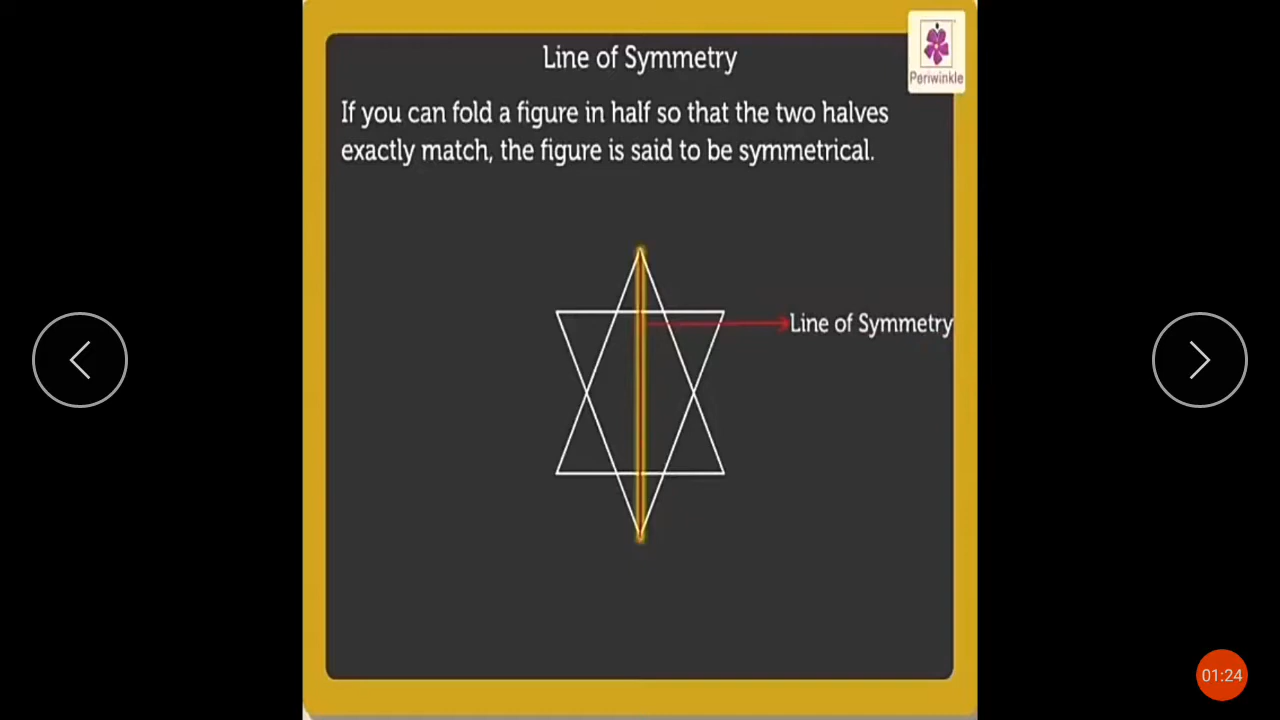 Line of Symmetry
Periwinkle
If you can fold a figure in half so that the two halves
exactly match, the figure is said to be symmetrical.
Line of Symmetry
01:24